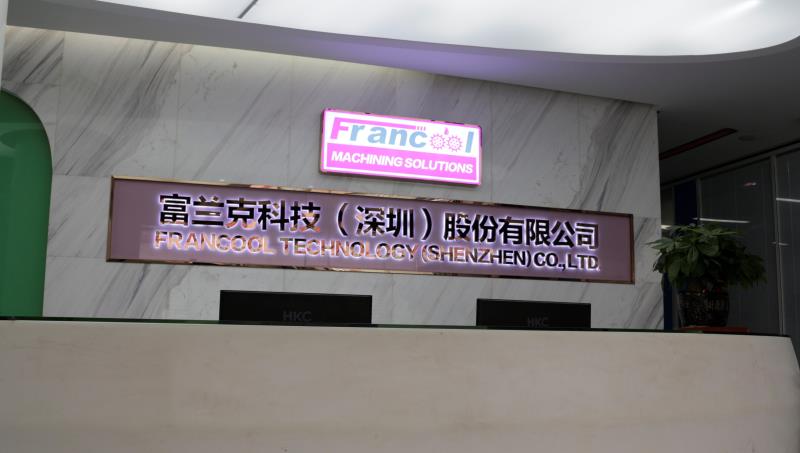 Francool
MACHINING SOLUTIONS
富兰克科技（深圳）股份有限公司
FRANCOOL TECHNOLOGY (SHENZHEN) CO.,LTD.
HKC HKC